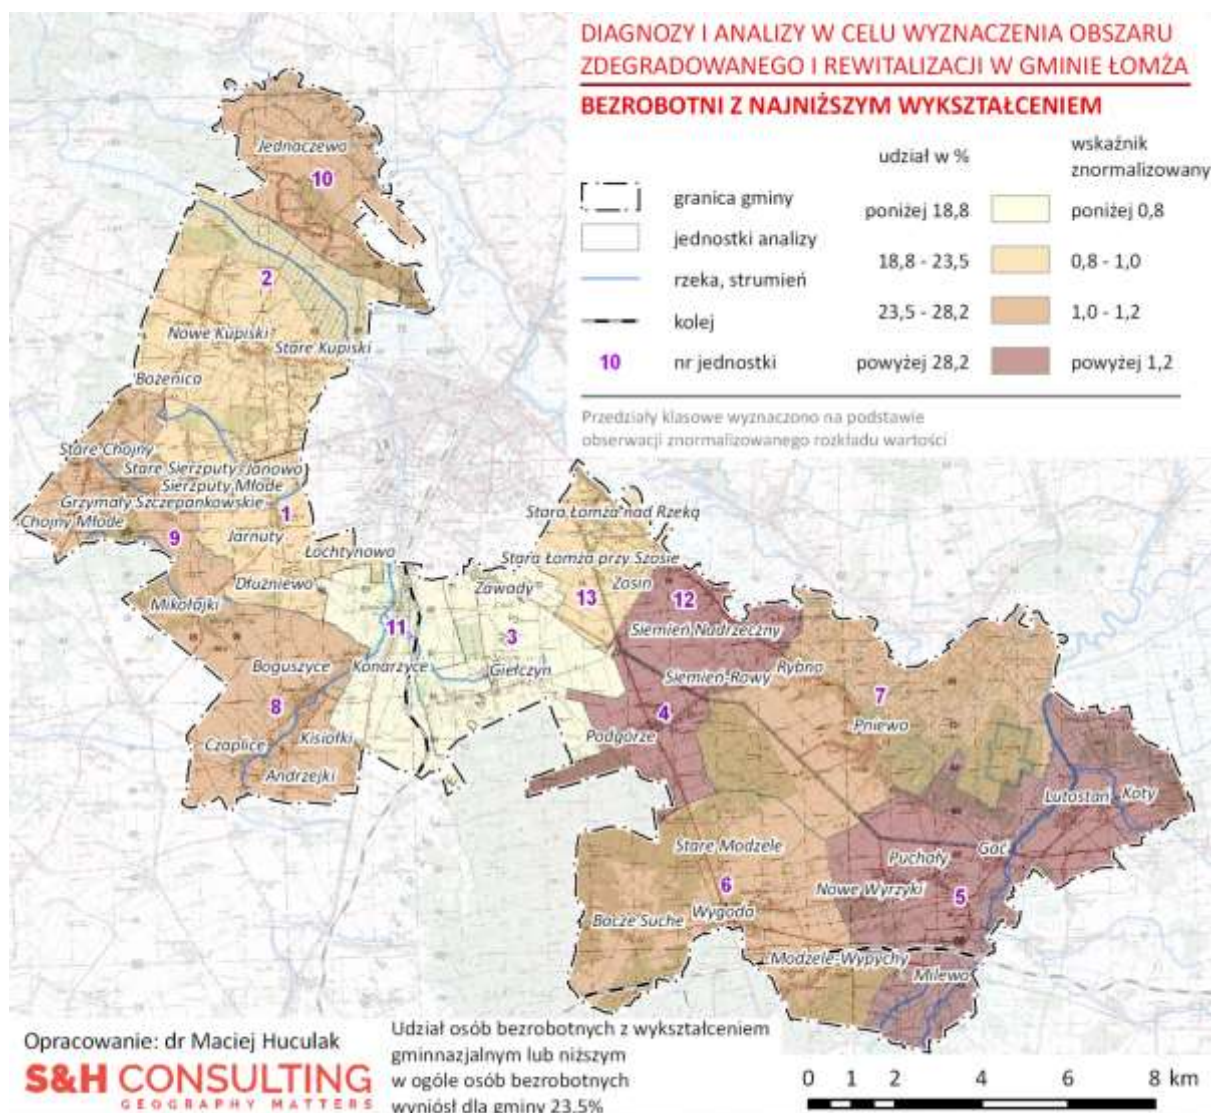 DIAGNOZY I ANALIZY W CELU WYZNACZENIA OBSZARU
ZDEGRADOWANEGO I REWITALIZACJI W GMINIE ŁOMŻA
BEZROBOTNI Z NAJNIŻSZYM WYKSZTAŁCENIEM
udział w %
wskaźnik
znormalizowany
granica gminy
poniżej 18,8
poniżej 0,8
jednostki analizy
18,8 - 23,5
0,8 - 1,0
rzeka, strumień
23,5 - 28,2
1,0 - 1,2
kolej
10 nr jednostki
powyżej 28,2
powyżej 1,2
Przedziały klasowe wyznaczono na podstawie
obserwacji znormalizowanego rozkładu wartości
Jednaczewo
10
2
Nowe Kupiski
Stare Kupiski
Bożenica
Stare Chojny
Stare Sierzputy
Janowo
Sierzputy Młode
Grzymały Szczepankowskie
1
Chojny Młode
9
Jarnuty
Łochtynowo
Dłużniewo
Mikołajki
Stara Łomża nad Rzeką
Stara Łomża przy Szosie
Zosin
Zawady
13
12
11
3
Siemień Nadrzeczny
Boguszyce
Konarzyce
Giełczyn
Siemień-Rowy
Rybno
7
8
4
Pniewo
Czaplice
Kisiołki
Podgórze
Andrzejki
Lutostań
Koty
Stare Modzele
Gać
Puchały
6
Nowe Wyrzyki
5
Bacze Suche
Wygoda
Modzele-Wypychy
Milewo
Opracowanie: dr Maciej Huculak
S&H CONSULTING
GEOGRAPHY MATTERS
Udział osób bezrobotnych z wykształceniem
gminnazjalnym lub niższym
w ogóle osób bezrobotnych
wyniósł dla gminy 23,5%
0 1 2 4 6 8 km